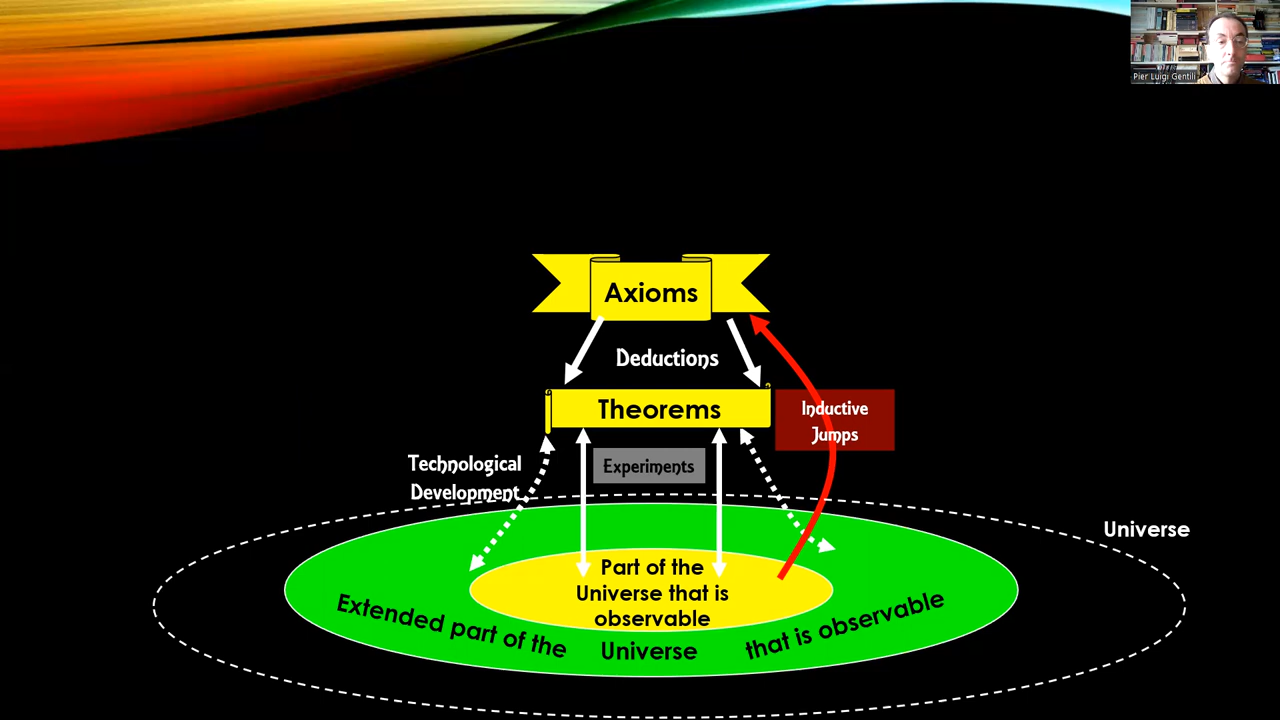 Pier Luigi Gentili
Axioms
Deductions
Theorems
Inductive
Jumps
Technological
Development
Experiments
Universe
Part of the
Universe that is
observable
Extended part of the Universe that is observable